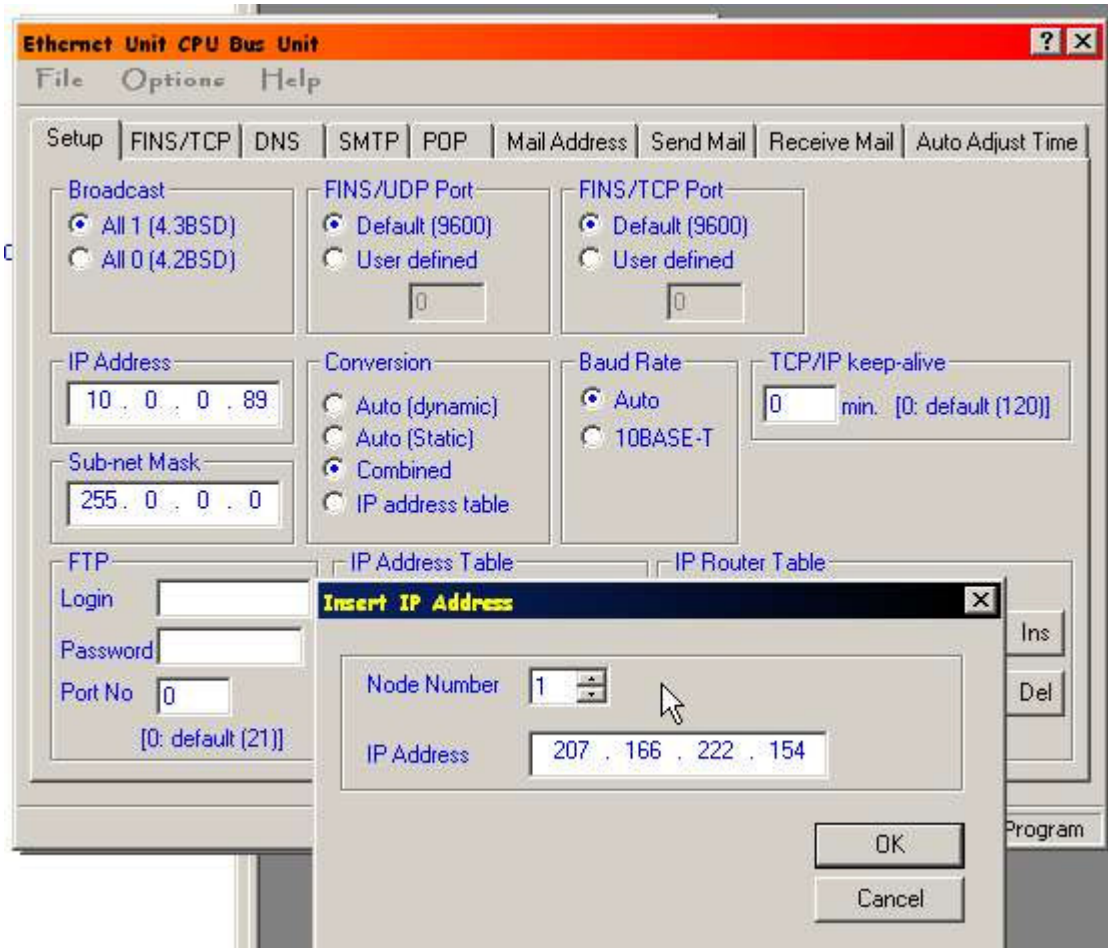 Ethernet Unit CPU Bus Unit
File Options Help
Setup FINS/TCP DNS SMTP POP Mail Address Send Mail Receive Mail Auto Adjust Time
Broadcast
All 1 (4.3BSD)
All 0 (4.2BSD)
FINS/UDP Port
Default (9600)
User defined
0
FINS/TCP Port
Default (9600)
User defined
0
IP Address
10 . 0 . 0 . 89
Sub-net Mask
255 . 0 . 0 . 0
Conversion
Auto (dynamic)
Auto (Static)
Combined
IP address table
Baud Rate
Auto
10BASE-T
TCP/IP keep-alive
0 min. [0: default (120)]
FTP
Login
Password
Port No 0
[0: default (21)]
IP Address Table
IP Router Table
Ins
Del
Insert IP Address
Node Number 1
IP Address 207 . 166 . 222 . 154
OK
Cancel
Program